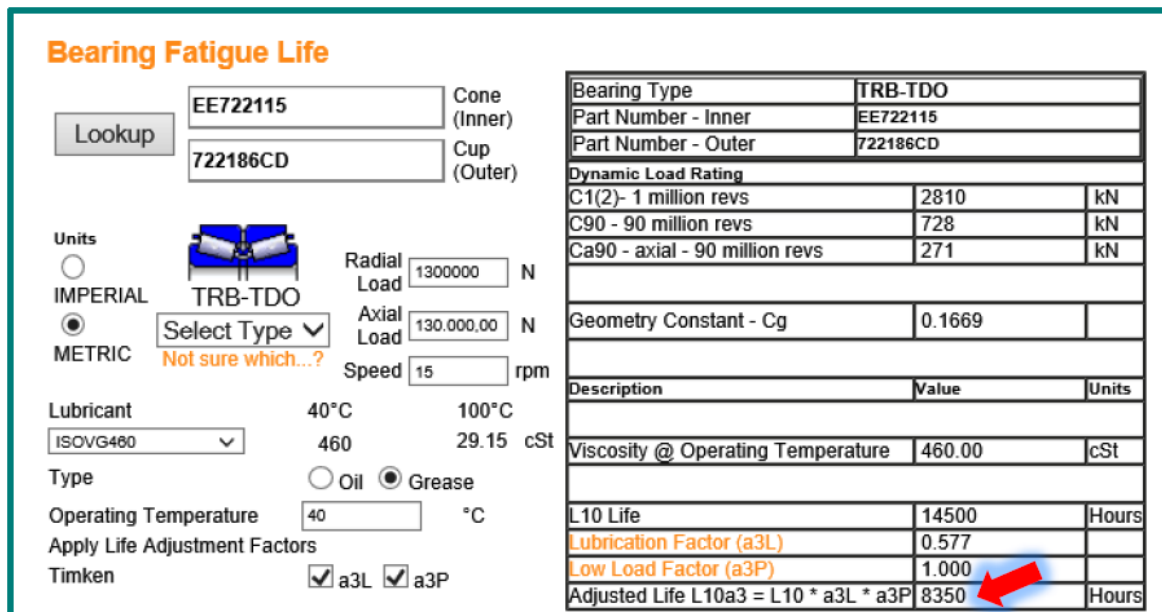 Bearing Fatigue Life
Lookup
EE722115
Cone
(Inner)
722186CD
Cup
(Outer)
Units
IMPERIAL
METRIC
TRB-TDO
Select Type
Not sure which...?
Radial
Load
1300000
N
Axial
Load
130.000,00
N
Speed
15
rpm
Lubricant
40°C
100°C
ISOVG460
460
29.15 cSt
Type
Oil
Grease
Operating Temperature
40
°C
Apply Life Adjustment Factors
Timken
a3L
a3P
Bearing Type TRB-TDO
Part Number - Inner EE722115
Part Number - Outer 722186CD
Dynamic Load Rating
C1(2)- 1 million revs 2810 kN
C90 - 90 million revs 728 kN
Ca90 - axial - 90 million revs 271 kN
Geometry Constant - Cg 0.1669
Description Value Units
Viscosity @ Operating Temperature 460.00 cSt
L10 Life 14500 Hours
Lubrication Factor (a3L) 0.577
Low Load Factor (a3P) 1.000
Adjusted Life L10a3 = L10 * a3L * a3P 8350 Hours